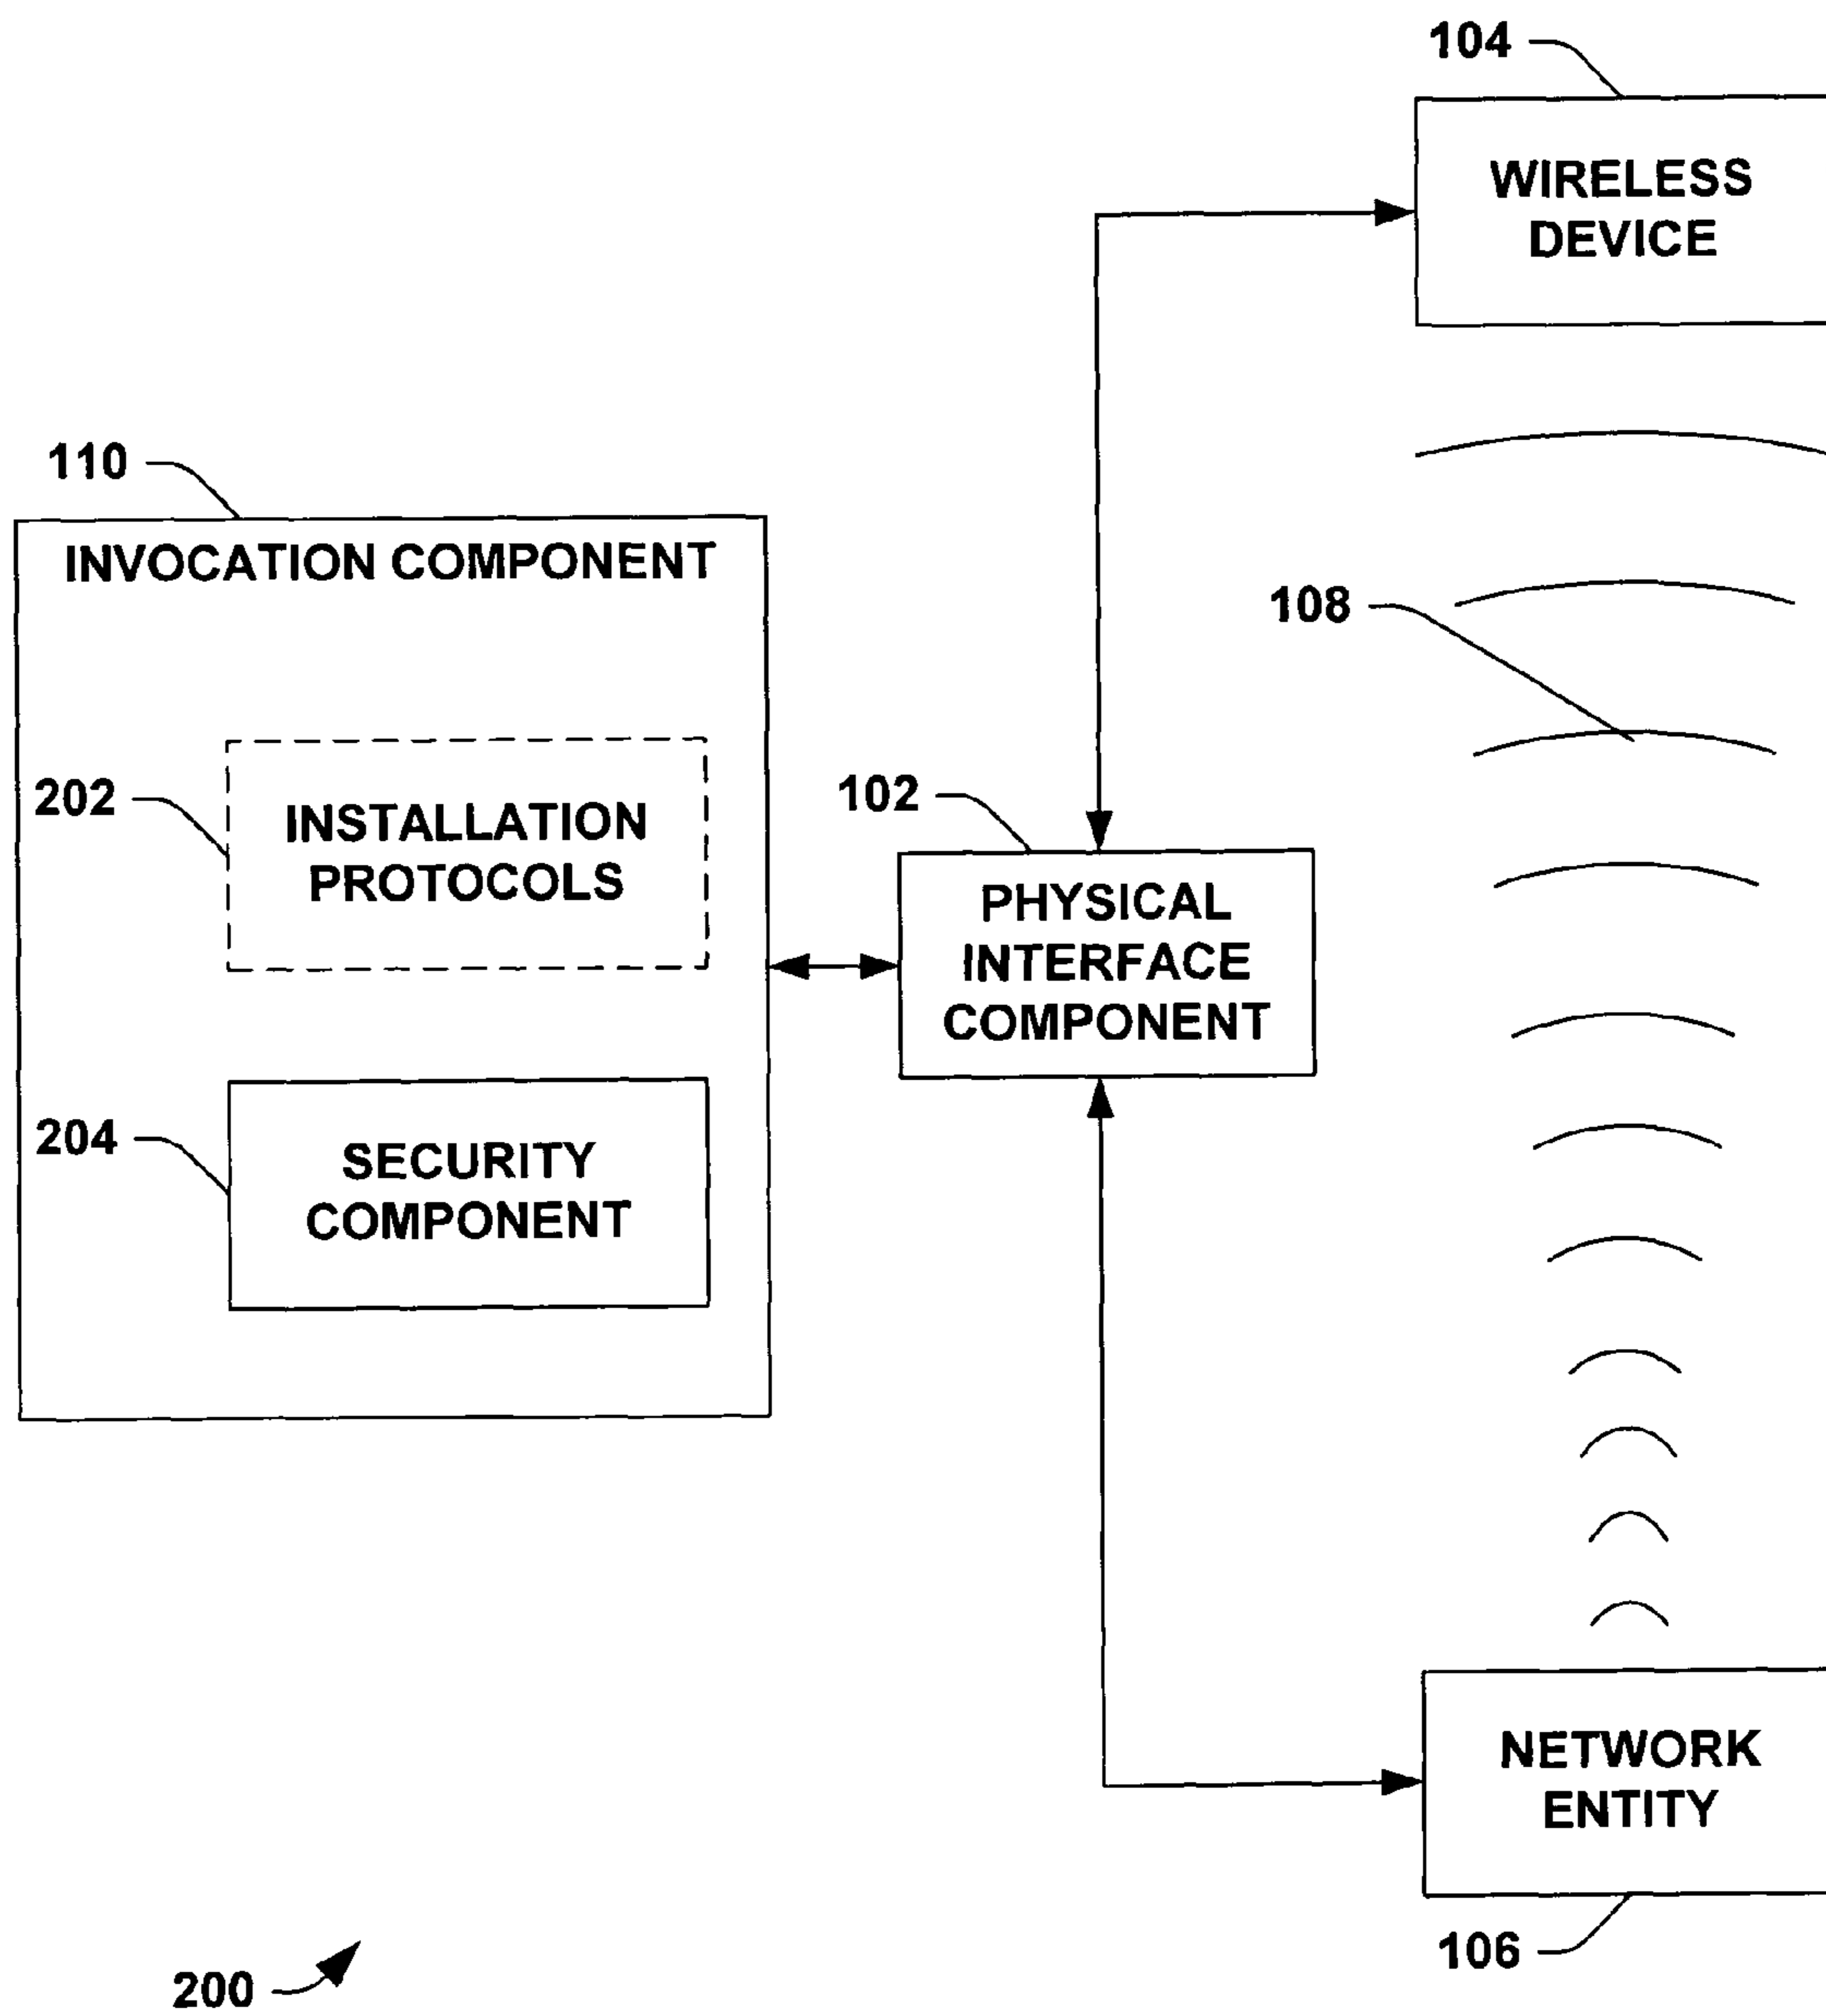 104
WIRELESS
DEVICE
110
INVOCATION COMPONENT
108
202
INSTALLATION
PROTOCOLS
102
PHYSICAL
INTERFACE
COMPONENT
204
SECURITY
COMPONENT
NETWORK
ENTITY
106
200